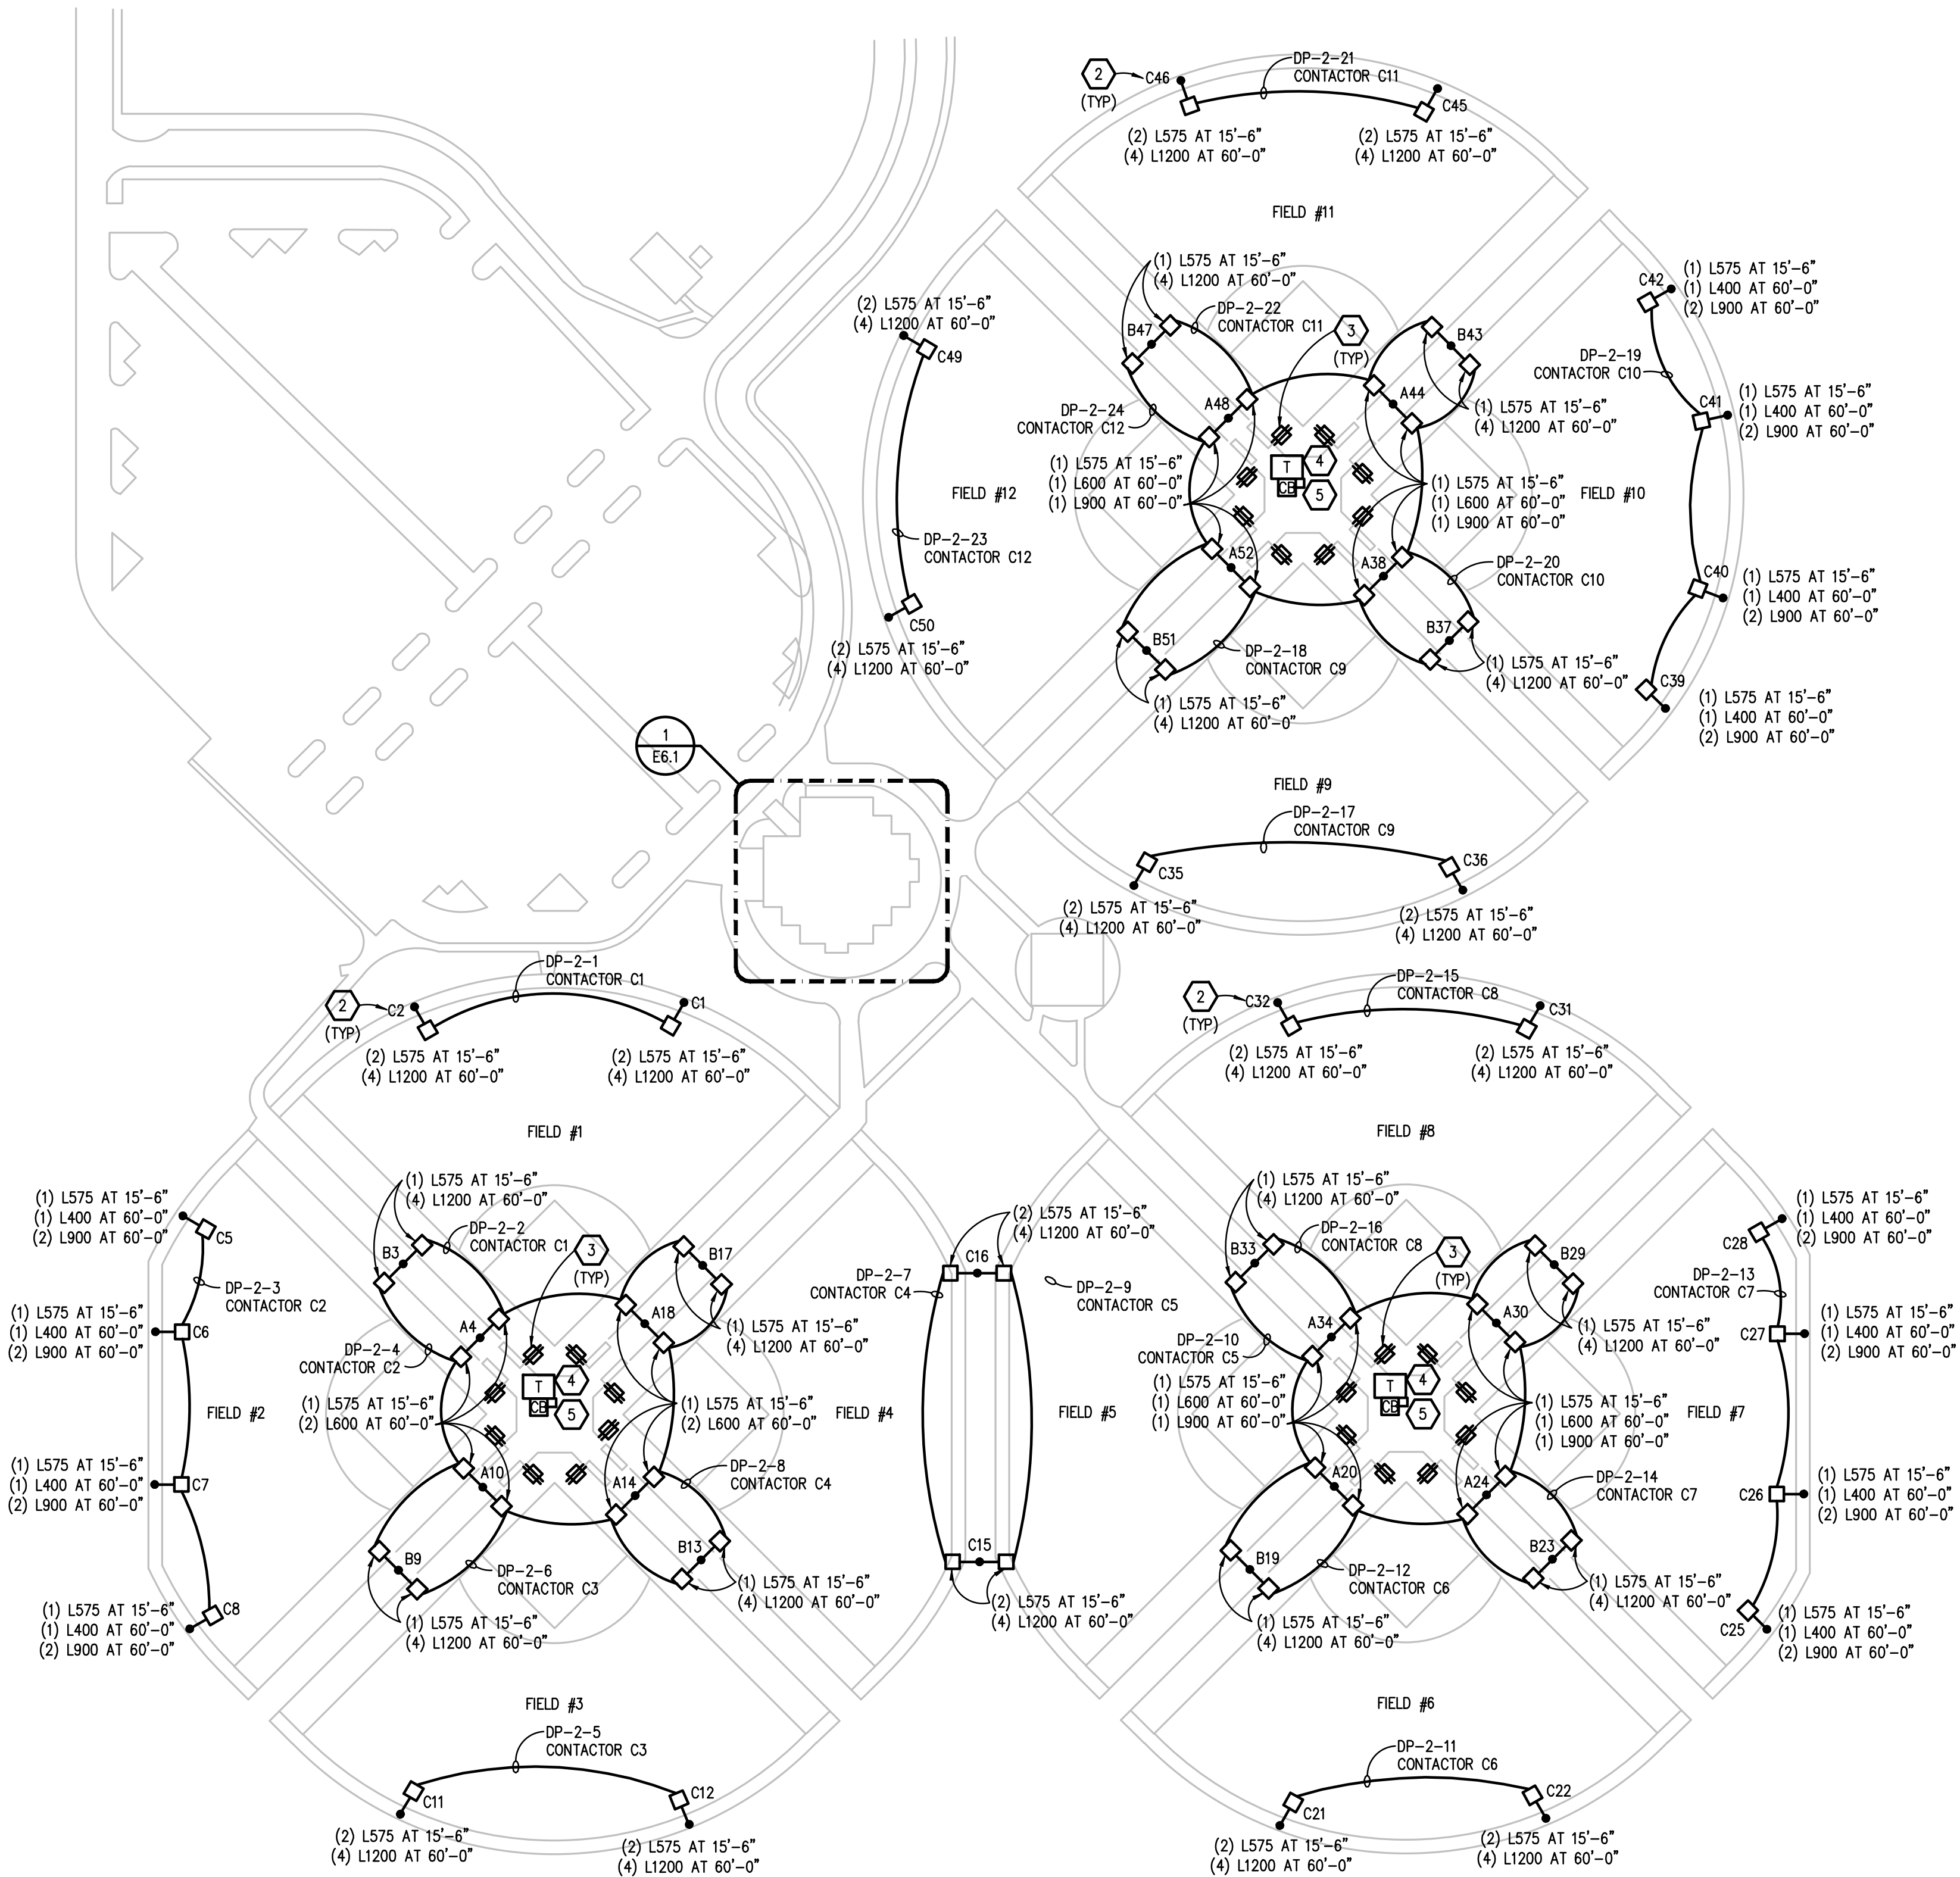 DP-2-21
CONTACTOR C11
2
(TYP)
C46
C45
(2) L575 AT 15'-6"
(4) L1200 AT 60'-0"
(2) L575 AT 15'-6"
(4) L1200 AT 60'-0"
FIELD #11
(1) L575 AT 15'-6"
(4) L1200 AT 60'-0"
DP-2-22
CONTACTOR C11
3
(TYP)
B47
B43
C42
(1) L575 AT 15'-6"
(1) L400 AT 60'-0"
(2) L900 AT 60'-0"
(2) L575 AT 15'-6"
(4) L1200 AT 60'-0"
C49
DP-2-19
CONTACTOR C10
C41
(1) L575 AT 15'-6"
(1) L400 AT 60'-0"
(2) L900 AT 60'-0"
DP-2-24
CONTACTOR C12
A48
A44
(1) L575 AT 15'-6"
(4) L1200 AT 60'-0"
(1) L575 AT 15'-6"
(1) L600 AT 60'-0"
(1) L900 AT 60'-0"
T
4
CB
5
(1) L575 AT 15'-6"
(1) L600 AT 60'-0"
(1) L900 AT 60'-0"
FIELD #12
FIELD #10
DP-2-23
CONTACTOR C12
A52
A38
DP-2-20
CONTACTOR C10
C40
(1) L575 AT 15'-6"
(1) L400 AT 60'-0"
(2) L900 AT 60'-0"
C50
(2) L575 AT 15'-6"
(4) L1200 AT 60'-0"
B51
B37
DP-2-18
CONTACTOR C9
(1) L575 AT 15'-6"
(4) L1200 AT 60'-0"
(1) L575 AT 15'-6"
(4) L1200 AT 60'-0"
C39
(1) L575 AT 15'-6"
(1) L400 AT 60'-0"
(2) L900 AT 60'-0"
1
E6.1
FIELD #9
DP-2-17
CONTACTOR C9
C35
C36
(2) L575 AT 15'-6"
(4) L1200 AT 60'-0"
(2) L575 AT 15'-6"
(4) L1200 AT 60'-0"
DP-2-1
CONTACTOR C1
2
(TYP)
C2
C1
(2) L575 AT 15'-6"
(4) L1200 AT 60'-0"
(2) L575 AT 15'-6"
(4) L1200 AT 60'-0"
DP-2-15
CONTACTOR C8
2
(TYP)
C32
C31
(2) L575 AT 15'-6"
(4) L1200 AT 60'-0"
(2) L575 AT 15'-6"
(4) L1200 AT 60'-0"
FIELD #1
FIELD #8
(1) L575 AT 15'-6"
(1) L400 AT 60'-0"
(2) L900 AT 60'-0"
C5
(1) L575 AT 15'-6"
(4) L1200 AT 60'-0"
DP-2-2
CONTACTOR C1
3
(TYP)
B3
B17
DP-2-3
CONTACTOR C2
(1) L575 AT 15'-6"
(1) L400 AT 60'-0"
(2) L900 AT 60'-0"
C6
A4
A18
DP-2-4
CONTACTOR C2
(1) L575 AT 15'-6"
(4) L1200 AT 60'-0"
(1) L575 AT 15'-6"
(2) L600 AT 60'-0"
T
4
CB
5
(1) L575 AT 15'-6"
(2) L600 AT 60'-0"
FIELD #2
FIELD #4
(1) L575 AT 15'-6"
(1) L400 AT 60'-0"
(2) L900 AT 60'-0"
C7
A10
A14
DP-2-8
CONTACTOR C4
B9
B13
DP-2-6
CONTACTOR C3
(1) L575 AT 15'-6"
(4) L1200 AT 60'-0"
(1) L575 AT 15'-6"
(4) L1200 AT 60'-0"
(1) L575 AT 15'-6"
(1) L400 AT 60'-0"
(2) L900 AT 60'-0"
C8
FIELD #3
DP-2-5
CONTACTOR C3
C11
C12
(2) L575 AT 15'-6"
(4) L1200 AT 60'-0"
(2) L575 AT 15'-6"
(4) L1200 AT 60'-0"
(2) L575 AT 15'-6"
(4) L1200 AT 60'-0"
C16
DP-2-7
CONTACTOR C4
DP-2-9
CONTACTOR C5
C15
(2) L575 AT 15'-6"
(4) L1200 AT 60'-0"
(1) L575 AT 15'-6"
(4) L1200 AT 60'-0"
DP-2-16
CONTACTOR C8
3
(TYP)
B33
B29
C28
(1) L575 AT 15'-6"
(1) L400 AT 60'-0"
(2) L900 AT 60'-0"
DP-2-13
CONTACTOR C7
DP-2-10
CONTACTOR C5
A34
A30
(1) L575 AT 15'-6"
(4) L1200 AT 60'-0"
C27
(1) L575 AT 15'-6"
(1) L400 AT 60'-0"
(2) L900 AT 60'-0"
(1) L575 AT 15'-6"
(1) L600 AT 60'-0"
(1) L900 AT 60'-0"
T
4
CB
5
(1) L575 AT 15'-6"
(1) L600 AT 60'-0"
(1) L900 AT 60'-0"
FIELD #5
FIELD #7
A20
A24
DP-2-14
CONTACTOR C7
C26
(1) L575 AT 15'-6"
(1) L400 AT 60'-0"
(2) L900 AT 60'-0"
B19
B23
DP-2-12
CONTACTOR C6
(1) L575 AT 15'-6"
(4) L1200 AT 60'-0"
(1) L575 AT 15'-6"
(4) L1200 AT 60'-0"
C25
(1) L575 AT 15'-6"
(1) L400 AT 60'-0"
(2) L900 AT 60'-0"
FIELD #6
DP-2-11
CONTACTOR C6
C21
C22
(2) L575 AT 15'-6"
(4) L1200 AT 60'-0"
(2) L575 AT 15'-6"
(4) L1200 AT 60'-0"